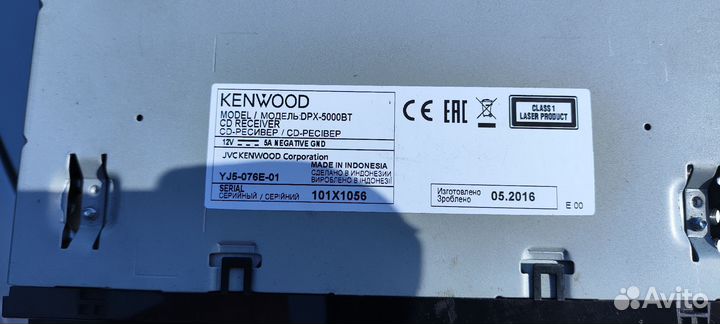 KENWOOD
MODEL / МОДЕЛЬ DPX-5000BT
CD RECEIVER
CD-РЕСИВЕР / CD-РЕСІВЕР
12V 5A NEGATIVE GND
JVCKENWOOD Corporation
MADE IN INDONESIA
СДЕЛАНО В ИНДОНЕЗИИ
YJ5-076E-01
ВИРОБЛЕНО В ІНДОНЕЗІЇ
SERIAL
СЕРИЙНЫЙ / СЕРІЙНИЙ
101X1056
CE EAC
CLASS 1
LASER PRODUCT
Изготовлено
Зроблено
05.2016
E 00
Avito